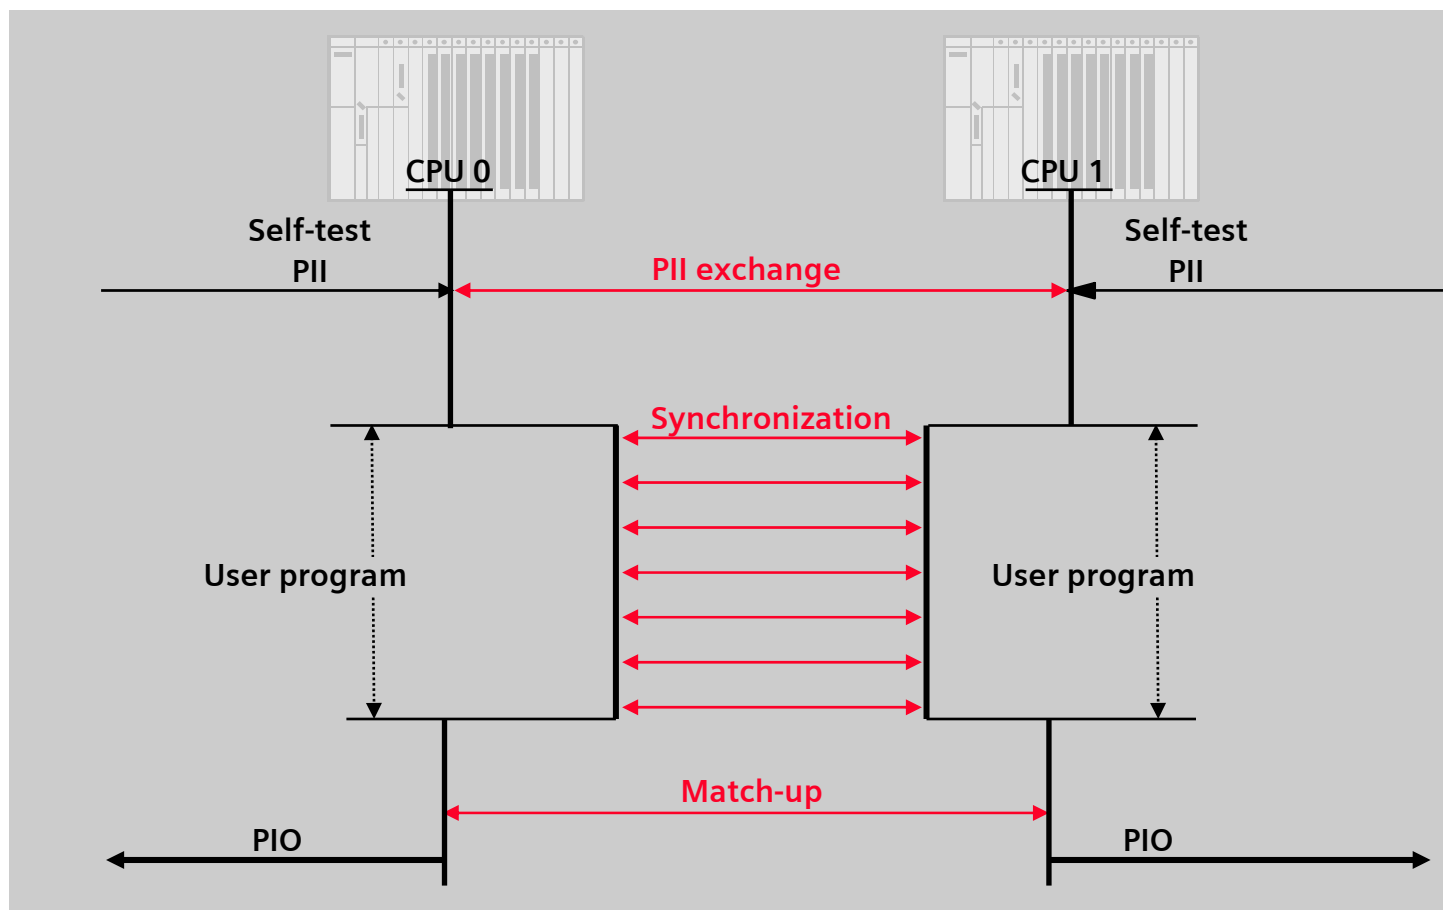 CPU 0
CPU 1
Self-test
Self-test
PII
PII exchange
PII
Synchronization
User program
User program
Match-up
PIO
PIO